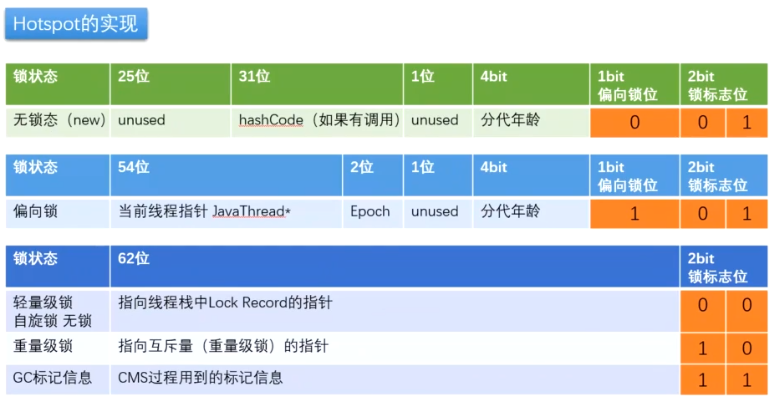 Hotspot的实现
锁状态 25位 31位 1位 4bit 1bit 2bit
偏向锁位 锁标志位
无锁态（new） unused hashCode（如果有调用） unused 分代年龄 0 0 1
锁状态 54位 2位 1位 4bit 1bit 2bit
偏向锁位 锁标志位
偏向锁 当前线程指针 JavaThread* Epoch unused 分代年龄 1 0 1
锁状态 62位 2bit
锁标志位
轻量级锁 指向线程栈中Lock Record的指针 0 0
自旋锁 无锁
重量级锁 指向互斥量（重量级锁）的指针 1 0
GC标记信息 CMS过程用到的标记信息 1 1